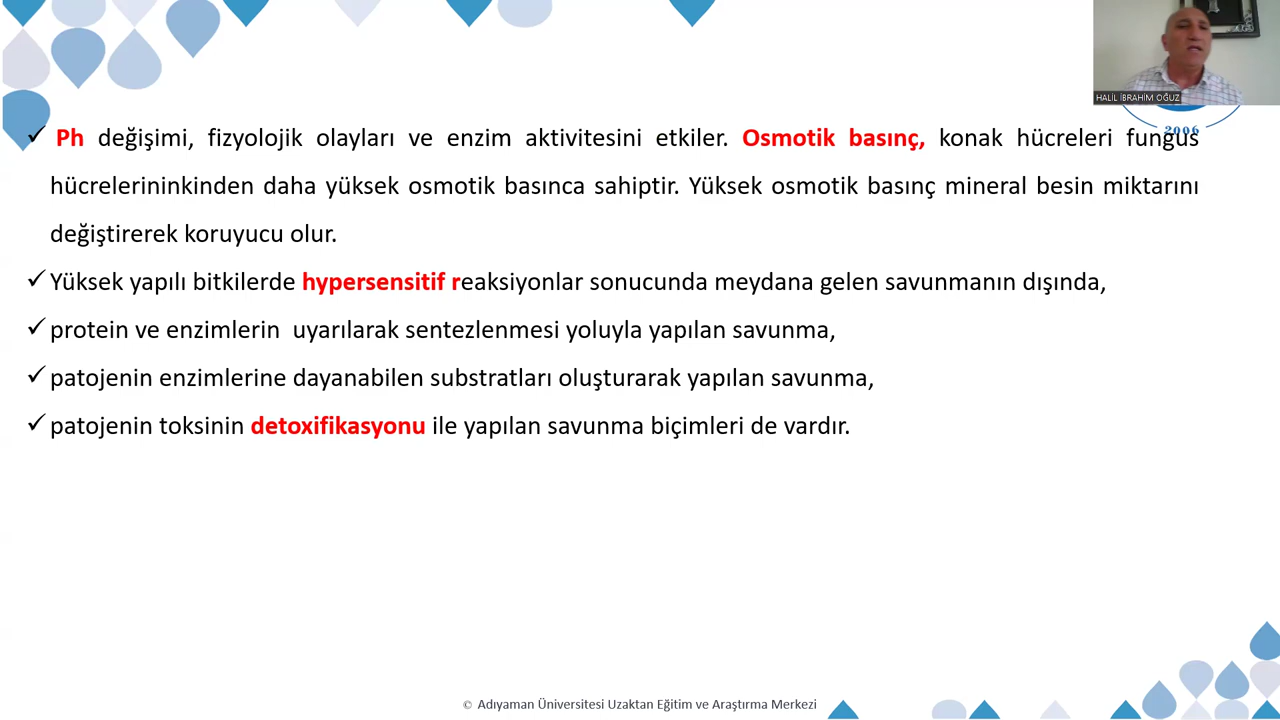 HALİL İBRAHİM OĞUZ
2006
✓ Ph değişimi, fizyolojik olayları ve enzim aktivitesini etkiler. Osmotik basınç, konak hücreleri fungus
hücrelerininkinden daha yüksek osmotik basınca sahiptir. Yüksek osmotik basınç mineral besin miktarını
değiştirerek koruyucu olur.
✓ Yüksek yapılı bitkilerde hypersensitif reaksiyonlar sonucunda meydana gelen savunmanın dışında,
✓ protein ve enzimlerin uyarılarak sentezlenmesi yoluyla yapılan savunma,
✓ patojenin enzimlerine dayanabilen substratları oluşturarak yapılan savunma,
✓ patojenin toksinin detoxifikasyonu ile yapılan savunma biçimleri de vardır.
© Adıyaman Üniversitesi Uzaktan Eğitim ve Araştırma Merkezi